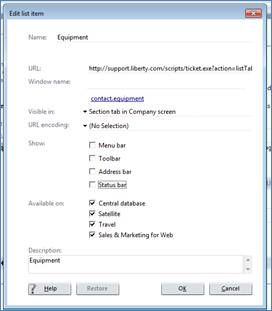 Edit list item
Name: Equipment
URL: http://support.liberty.com/scripts/ticket.exe?action=listTal
Window name:
contact.equipment
Visible in: Section tab in Company screen
URL encoding: (No Selection)
Show: Menu bar
Toolbar
Address bar
Status bar
Available on: Central database
Satellite
Travel
Sales & Marketing for Web
Description:
Equipment
? Help Restore OK Cancel